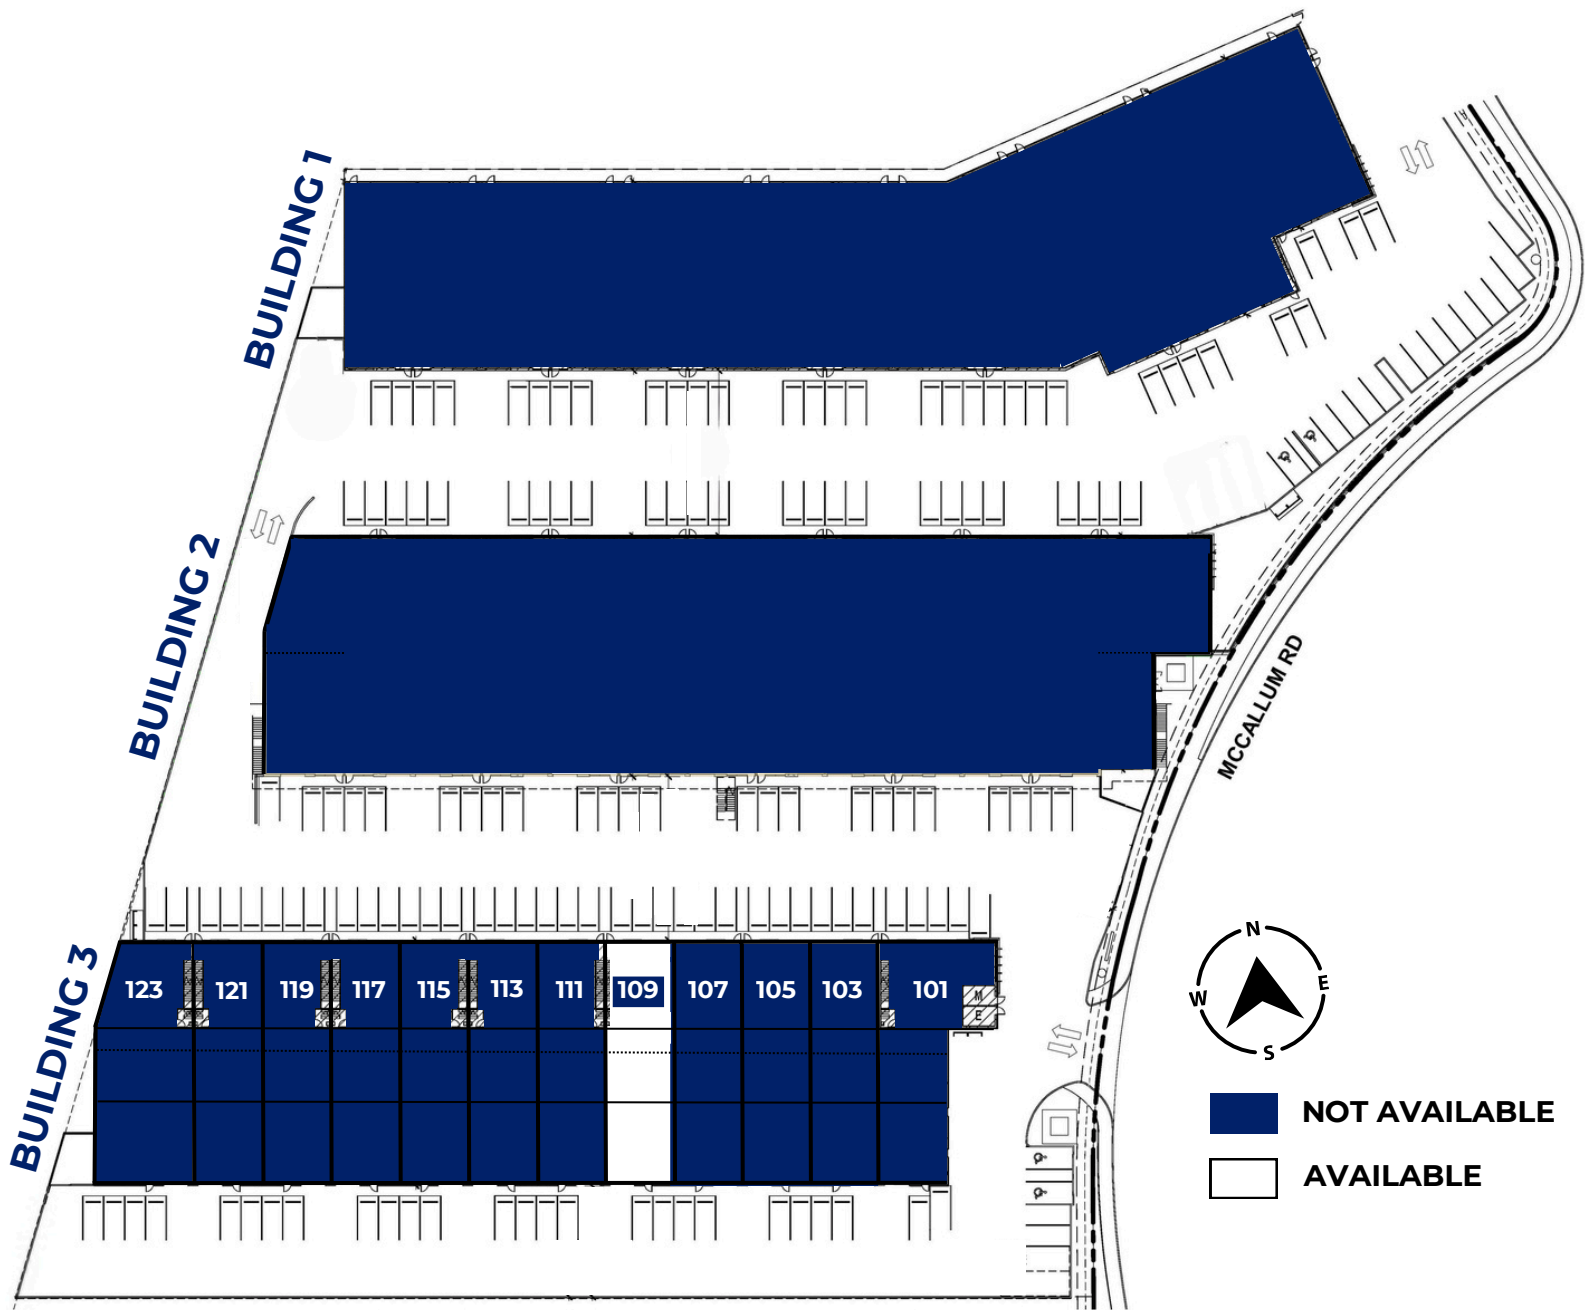 BUILDING 1
BUILDING 2
MCCALLUM RD
BUILDING 3
123 121 119 117 115 113 111 109 107 105 103 101
M
E
N
W E
S
NOT AVAILABLE
AVAILABLE